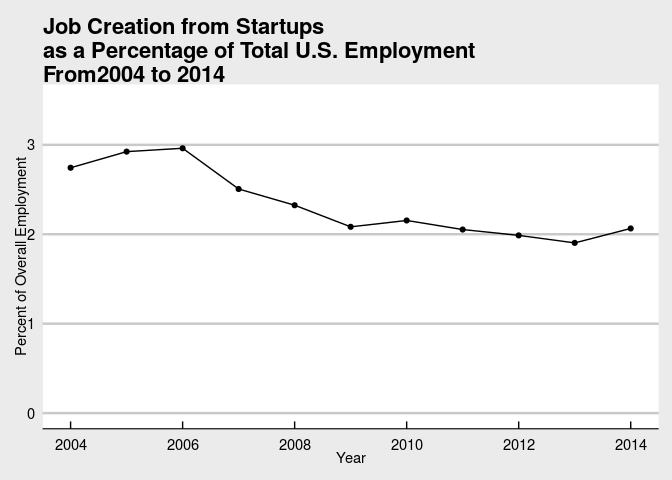 Job Creation from Startups
as a Percentage of Total U.S. Employment
From2004 to 2014
Percent of Overall Employment
3
2
1
0
2004 2006 2008 2010 2012 2014
Year